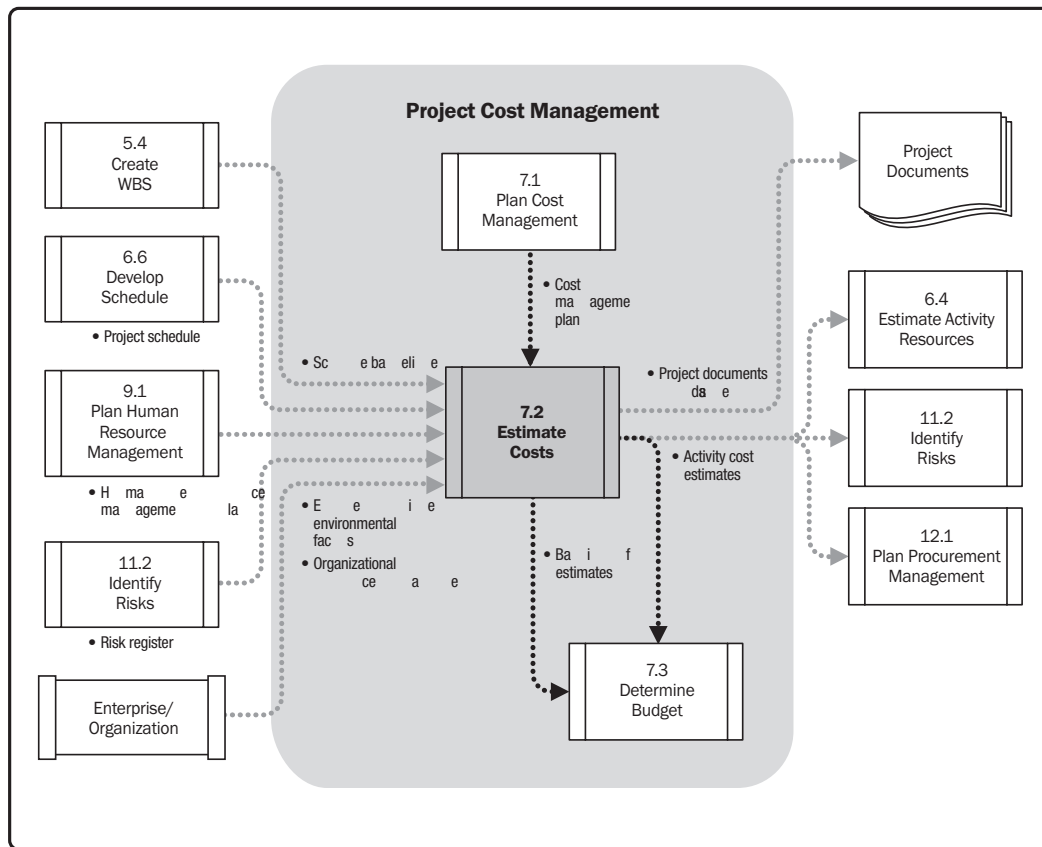 Project Cost Management
5.4
Create
WBS
7.1
Plan Cost
Management
Project
Documents
6.6
Develop
Schedule
• Project schedule
• Cost
plan
6.4
Estimate Activity
Resources
9.1
Plan Human
Resource
Management
7.2
Estimate
Costs
• Project documents
• Activity cost
estimates
11.2
Identify
Risks
environmental
• Organizational
estimates
11.2
Identify
Risks
• Risk register
12.1
Plan Procurement
Management
Enterprise/
Organization
7.3
Determine
Budget